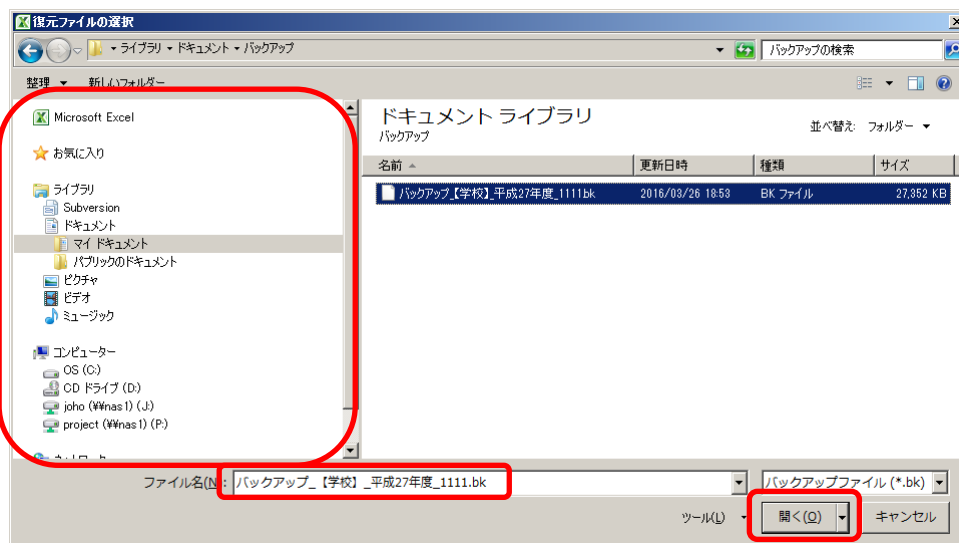 復元ファイルの選択
▸ ライブラリ ▸ ドキュメント ▸ バックアップ
バックアップの検索
整理 ▼ 新しいフォルダー
Microsoft Excel
お気に入り
ライブラリ
Subversion
ドキュメント
マイ ドキュメント
パブリックのドキュメント
ピクチャ
ビデオ
ミュージック
コンピューター
OS (C:)
CD ドライブ (D:)
joho (¥¥nas1) (J:)
project (¥¥nas1) (P:)
ドキュメント ライブラリ
バックアップ
並べ替え: フォルダー ▼
名前 更新日時 種類 サイズ
バックアップ_【学校】_平成27年度_1111.bk 2016/03/26 18:53 BK ファイル 27,352 KB
ファイル名(N): バックアップ_【学校】_平成27年度_1111.bk バックアップファイル (*.bk)
ツール(L) 開く(O) キャンセル